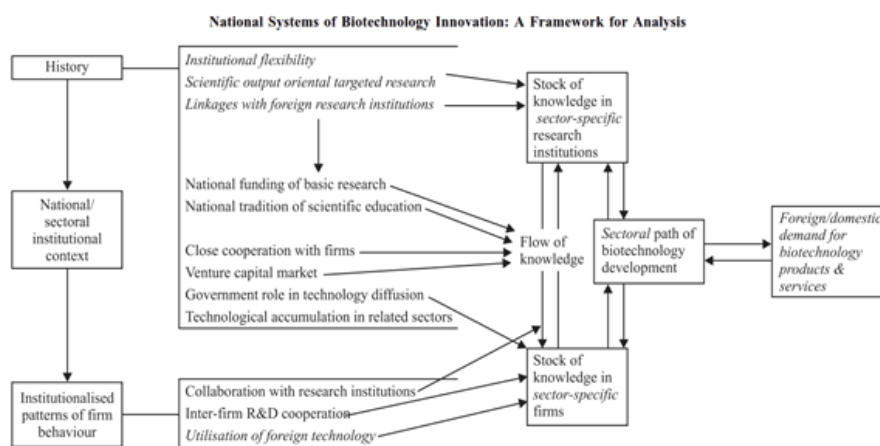 National Systems of Biotechnology Innovation: A Framework for Analysis
History
Institutional flexibility
Scientific output oriental targeted research
Linkages with foreign research institutions
Stock of
knowledge in
sector-specific
research
institutions
National/
sectoral
institutional
context
National funding of basic research
National tradition of scientific education
Close cooperation with firms
Venture capital market
Government role in technology diffusion
Technological accumulation in related sectors
Flow of
knowledge
Sectoral path of
biotechnology
development
Foreign/domestic
demand for
biotechnology
products &
services
Institutionalised
patterns of firm
behaviour
Collaboration with research institutions
Inter-firm R&D cooperation
Utilisation of foreign technology
Stock of
knowledge in
sector-specific
firms